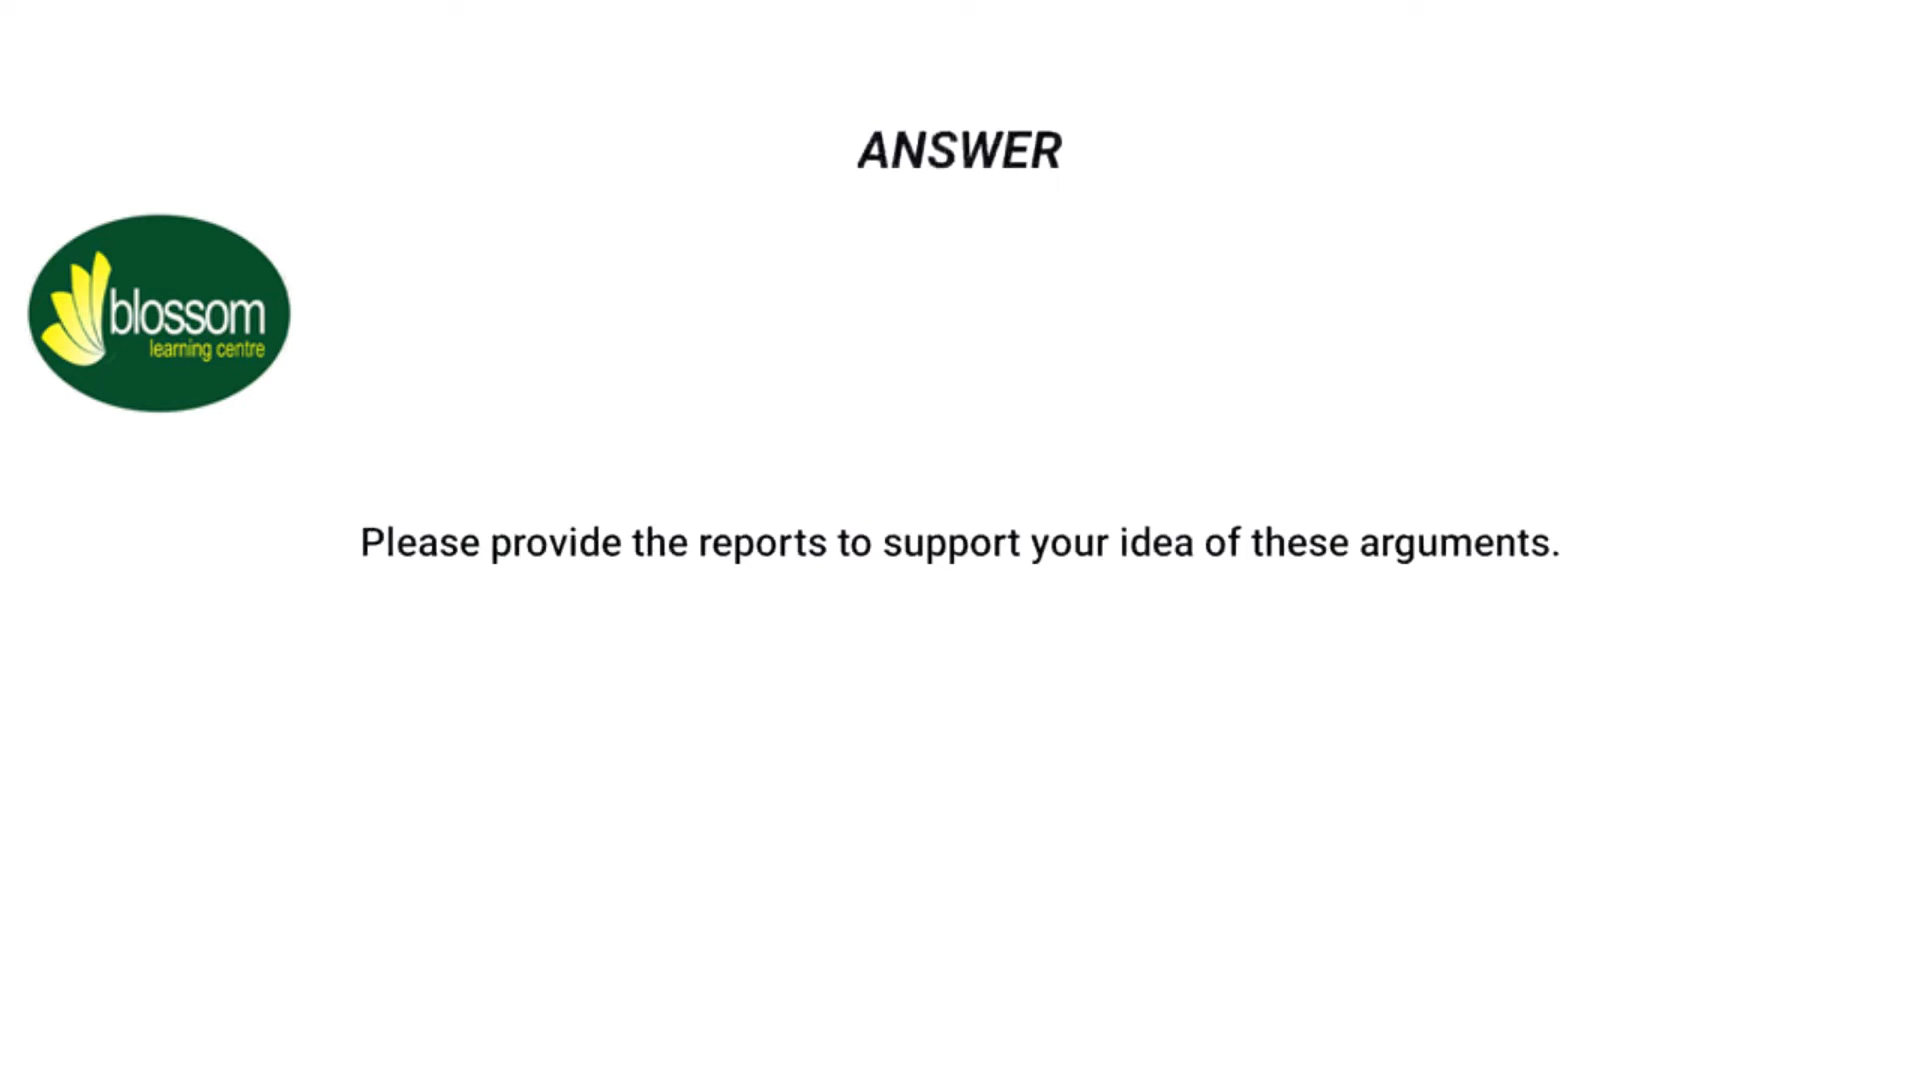 ANSWER
blossom
learning centre
Please provide the reports to support your idea of these arguments.